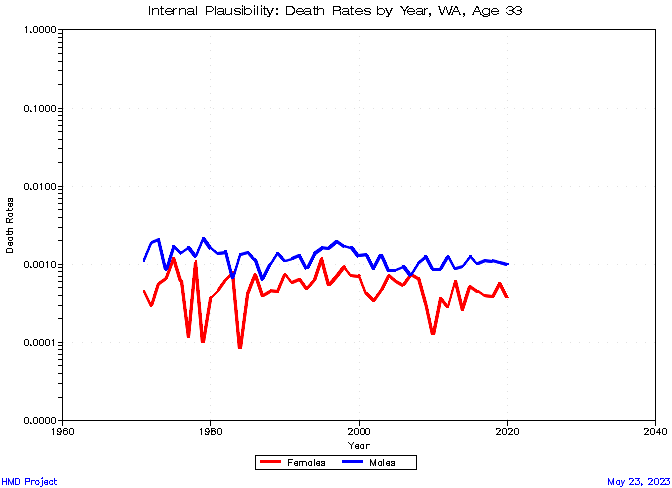 Internal Plausibility: Death Rates by Year, WA, Age 33
1.0000
0.1000
0.0100
0.0010
0.0001
0.0000
Death Rates
1960
1980
2000
2020
2040
Year
Females
Males
HMD Project
May 23, 2023